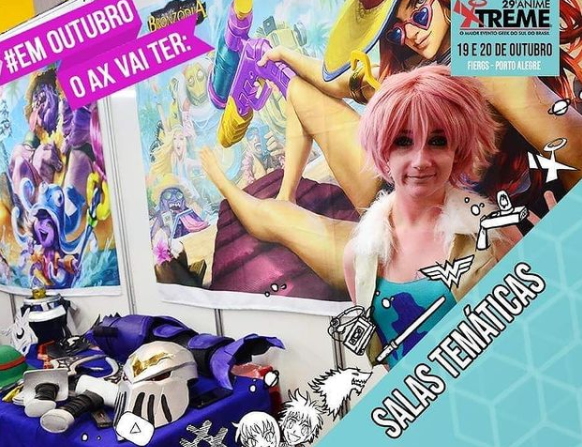 #EM OUTUBRO
O AX VAI TER:
29º ANIME
XTREME
O MAIOR EVENTO GEEK DO SUL DO BRASIL
19 E 20 DE OUTUBRO
FIERGS - PORTO ALEGRE
SALAS TEMÁTICAS